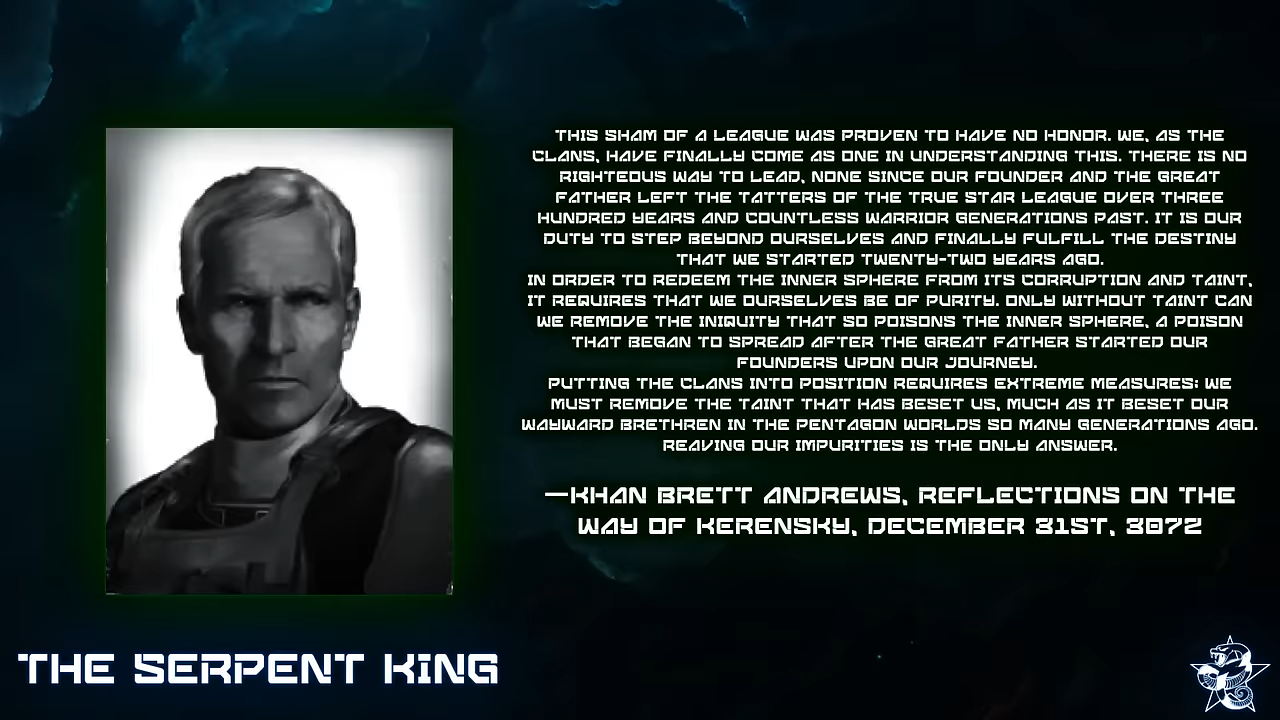 THIS SHAM OF A LEAGUE WAS PROVEN TO HAVE NO HONOR. WE, AS THE
CLANS, HAVE FINALLY COME AS ONE IN UNDERSTANDING THIS. THERE IS NO
RIGHTEOUS WAY TO LEAD, NONE SINCE OUR FOUNDER AND THE GREAT
FATHER LEFT THE TATTERS OF THE TRUE STAR LEAGUE OVER THREE
HUNDRED YEARS AND COUNTLESS WARRIOR GENERATIONS PAST. IT IS OUR
DUTY TO STEP BEYOND OURSELVES AND FINALLY FULFILL THE DESTINY
THAT WE STARTED TWENTY-TWO YEARS AGO.
IN ORDER TO REDEEM THE INNER SPHERE FROM ITS CORRUPTION AND TAINT,
IT REQUIRES THAT WE OURSELVES BE OF PURITY. ONLY WITHOUT TAINT CAN
WE REMOVE THE INIQUITY THAT SO POISONS THE INNER SPHERE, A POISON
THAT BEGAN TO SPREAD AFTER THE GREAT FATHER STARTED OUR
FOUNDERS UPON OUR JOURNEY.
PUTTING THE CLANS INTO POSITION REQUIRES EXTREME MEASURES: WE
MUST REMOVE THE TAINT THAT HAS BESET US, MUCH AS IT BESET OUR
WAYWARD BRETHREN IN THE PENTAGON WORLDS SO MANY GENERATIONS AGO.
REAVING OUR IMPURITIES IS THE ONLY ANSWER.
—KHAN BRETT ANDREWS, REFLECTIONS ON THE
WAY OF KERENSKY, DECEMBER 31ST, 3072
THE SERPENT KING